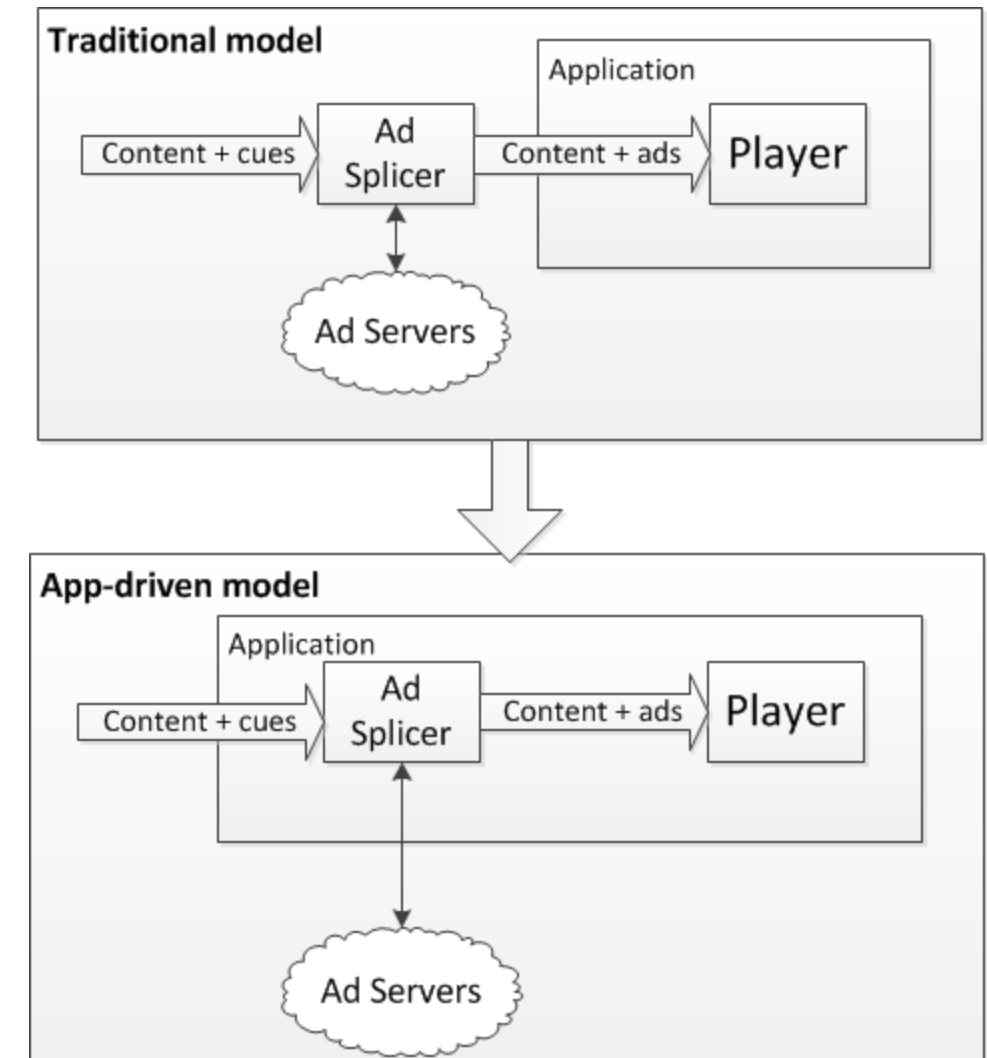 Traditional model
Application
Content + cues
Ad
Splicer
Content + ads
Player
Ad Servers
App-driven model
Application
Content + cues
Ad
Splicer
Content + ads
Player
Ad Servers